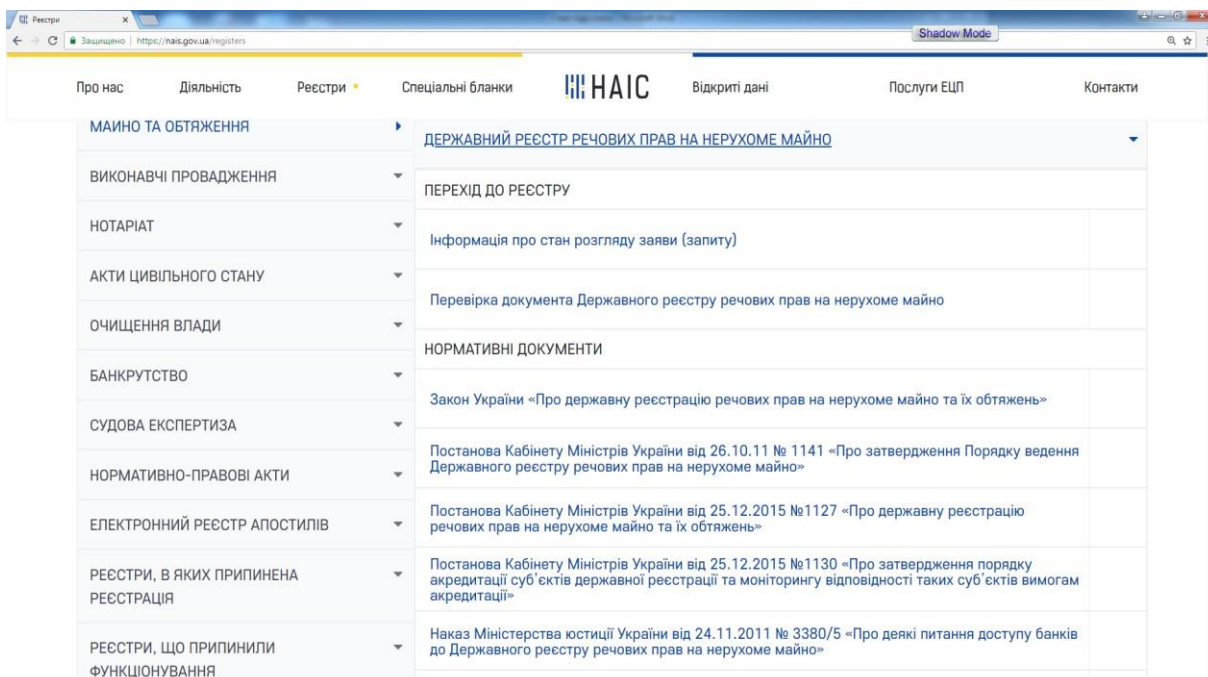 Реєстри
Shadow Mode
Защищено | https://nais.gov.ua/registers
Про нас
Діяльність
Реєстри
Спеціальні бланки
НАІС
Відкриті дані
Послуги ЕЦП
Контакти
МАЙНО ТА ОБТЯЖЕННЯ
ВИКОНАВЧІ ПРОВАДЖЕННЯ
НОТАРІАТ
АКТИ ЦИВІЛЬНОГО СТАНУ
ОЧИЩЕННЯ ВЛАДИ
БАНКРУТСТВО
СУДОВА ЕКСПЕРТИЗА
НОРМАТИВНО-ПРАВОВІ АКТИ
ЕЛЕКТРОННИЙ РЕЄСТР АПОСТИЛІВ
РЕЄСТРИ, В ЯКИХ ПРИПИНЕНА
РЕЄСТРАЦІЯ
РЕЄСТРИ, ЩО ПРИПИНИЛИ
ФУНКЦІОНУВАННЯ
ДЕРЖАВНИЙ РЕЄСТР РЕЧОВИХ ПРАВ НА НЕРУХОМЕ МАЙНО
ПЕРЕХІД ДО РЕЄСТРУ
Інформація про стан розгляду заяви (запиту)
Перевірка документа Державного реєстру речових прав на нерухоме майно
НОРМАТИВНІ ДОКУМЕНТИ
Закон України «Про державну реєстрацію речових прав на нерухоме майно та їх обтяжень»
Постанова Кабінету Міністрів України від 26.10.11 № 1141 «Про затвердження Порядку ведення
Державного реєстру речових прав на нерухоме майно»
Постанова Кабінету Міністрів України від 25.12.2015 №1127 «Про державну реєстрацію
речових прав на нерухоме майно та їх обтяжень»
Постанова Кабінету Міністрів України від 25.12.2015 №1130 «Про затвердження порядку
акредитації суб'єктів державної реєстрації та моніторингу відповідності таких суб'єктів вимогам
акредитації»
Наказ Міністерства юстиції України від 24.11.2011 № 3380/5 «Про деякі питання доступу банків
до Державного реєстру речових прав на нерухоме майно»